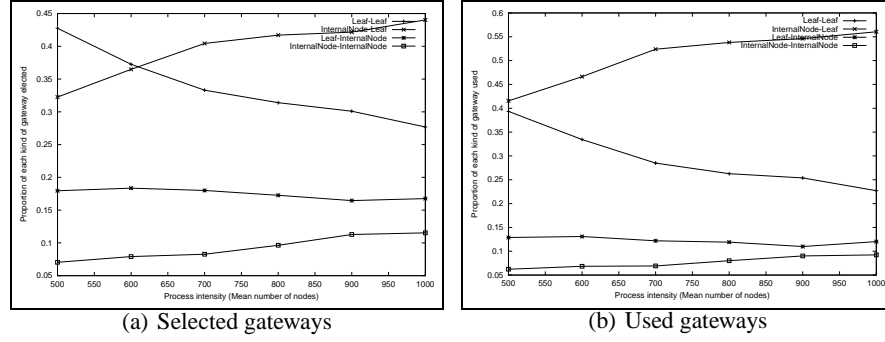 Proportion of each kind of gateway elected
0.45
0.4
0.35
0.3
0.25
0.2
0.15
0.1
0.05
500 550 600 650 700 750 800 850 900 950 1000
Process intensity (Mean number of nodes)
Leaf-Leaf
InternalNode-Leaf
Leaf-InternalNode
InternalNode-InternalNode
(a) Selected gateways
Proportion of each kind of gateway used
0.6
0.55
0.5
0.45
0.4
0.35
0.3
0.25
0.2
0.15
0.1
0.05
500 550 600 650 700 750 800 850 900 950 1000
Process intensity (Mean number of nodes)
Leaf-Leaf
InternalNode-Leaf
Leaf-InternalNode
InternalNode-InternalNode
(b) Used gateways